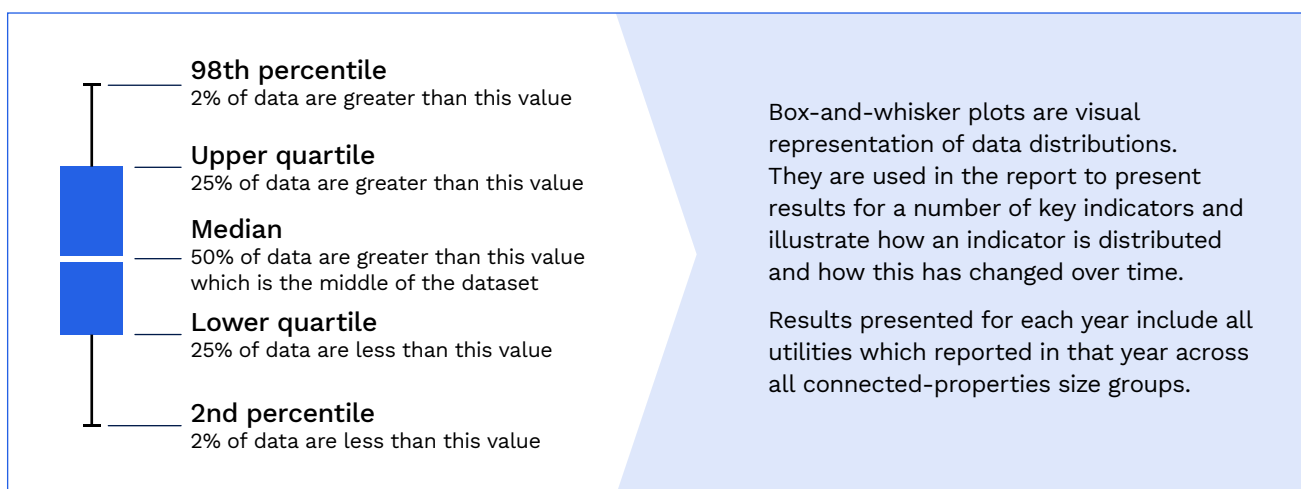 98th percentile
2% of data are greater than this value
Upper quartile
25% of data are greater than this value
Median
50% of data are greater than this value
which is the middle of the dataset
Lower quartile
25% of data are less than this value
2nd percentile
2% of data are less than this value
Box-and-whisker plots are visual
representation of data distributions.
They are used in the report to present
results for a number of key indicators and
illustrate how an indicator is distributed
and how this has changed over time.
Results presented for each year include all
utilities which reported in that year across
all connected-properties size groups.